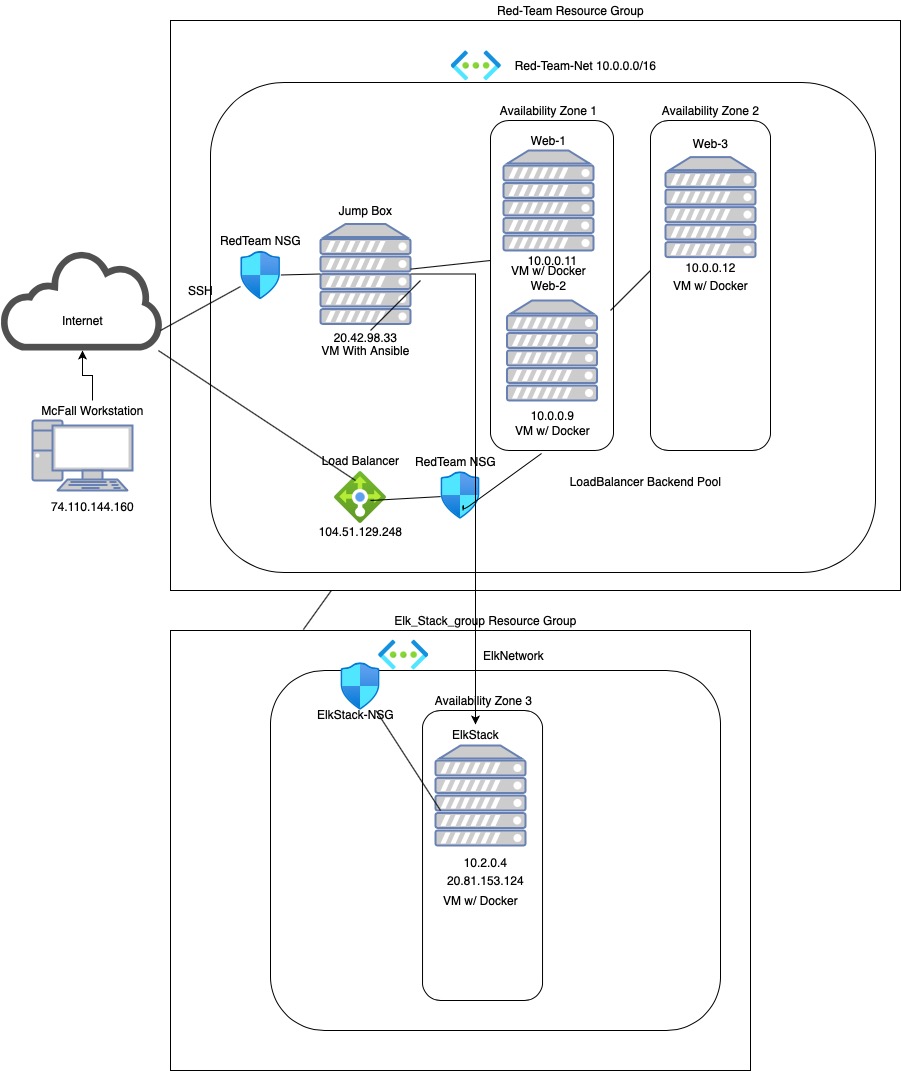 Red-Team Resource Group
Red-Team-Net 10.0.0.0/16
Availability Zone 1
Availability Zone 2
Web-1
Web-3
Jump Box
RedTeam NSG
10.0.0.11
VM w/ Docker
10.0.0.12
VM w/ Docker
Web-2
SSH
Internet
20.42.98.33
VM With Ansible
McFall Workstation
10.0.0.9
VM w/ Docker
Load Balancer
RedTeam NSG
LoadBalancer Backend Pool
74.110.144.160
104.51.129.248
Elk_Stack_group Resource Group
ElkNetwork
Availability Zone 3
ElkStack-NSG
ElkStack
10.2.0.4
20.81.153.124
VM w/ Docker